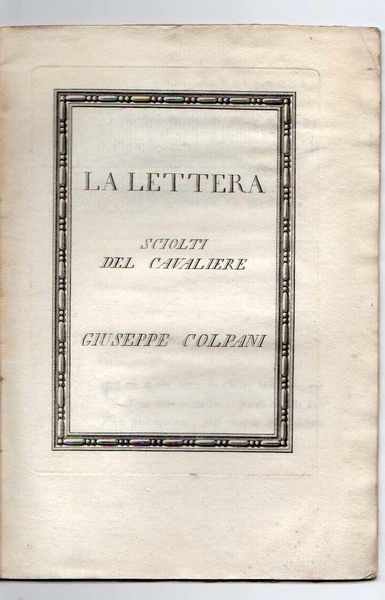 LA LETTERA
SCIOLTI
DEL CAVALIERE
GIUSEPPE COLPANI